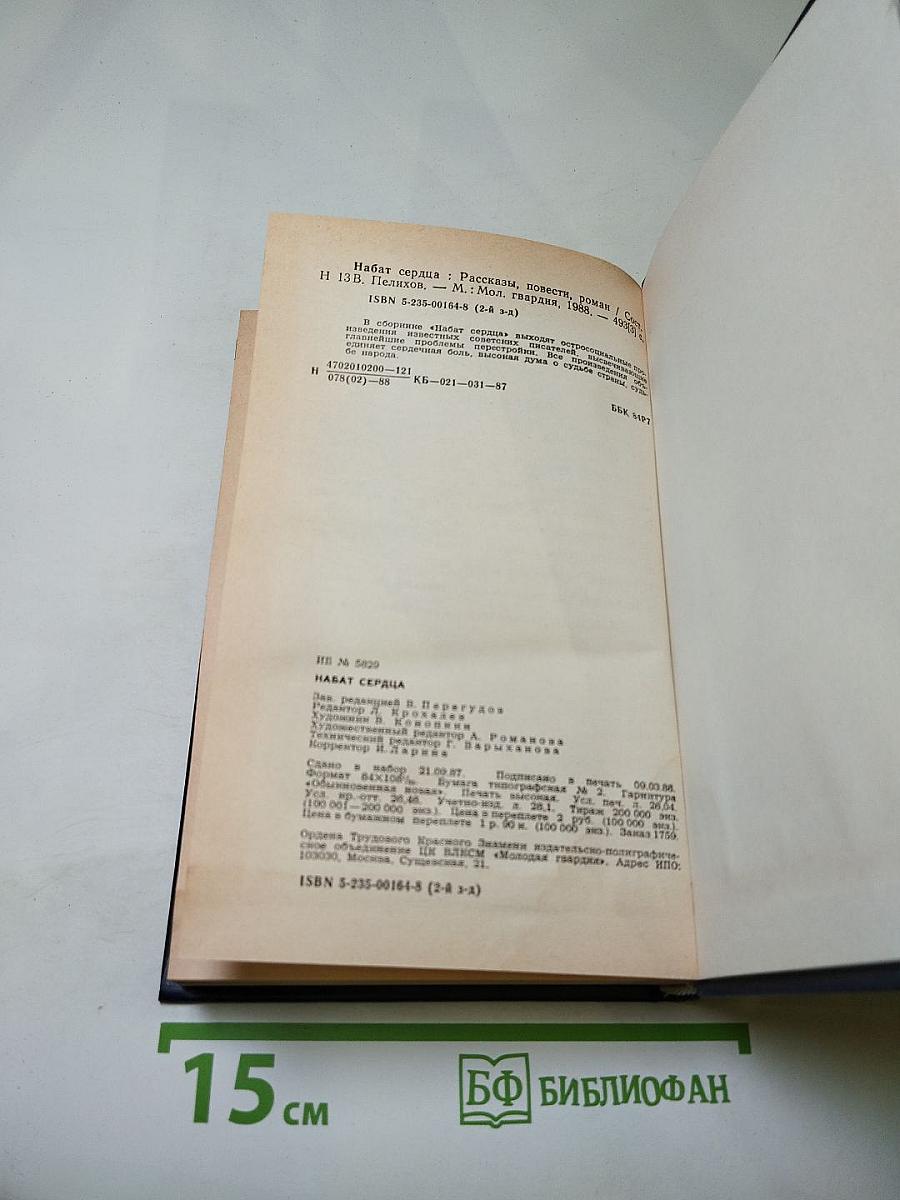 Набат сердца : Рассказы, повести, роман / Сост.
Н 13 В. Пелихов. — М.: Мол. гвардия, 1988. — 493[3] с.
ISBN 5-235-00164-8 (2-й з-д)
В сборнике «Набат сердца» выходят остросоциальные про-
изведения известных советских писателей, высвечивающие
главнейшие проблемы перестройки. Все произведения объ-
единяет сердечная боль, высокая дума о судьбе страны, судь-
бе народа.
Н 4702010200—121
078(02)—88 КБ—021—031—87
ББК 84Р7
ИБ № 5829
НАБАТ СЕРДЦА
Зав. редакцией В. Перегудов
Редактор Л. Крохалев
Художник В. Конопкин
Художественный редактор А. Романова
Технический редактор Г. Варыханова
Корректор И. Ларина
Сдано в набор 21.09.87. Подписано в печать 09.03.88.
Формат 84×108 Бумага типографская № 2. Гарнитура
«Обыкновенная новая». Печать высокая. Усл. печ. л. 26,04.
Усл. кр.-отт. 26,46. Учетно-изд. л. 28,1. Тираж 200 000 экз.
(100 001—200 000 экз.). Цена в переплете 2 руб. (100 000 экз.).
Цена в бумажном переплете 1 р. 90 к. (100 000 экз.). Заказ 1759.
Ордена Трудового Красного Знамени издательско-полиграфиче-
ское объединение ЦК ВЛКСМ «Молодая гвардия». Адрес ИПО:
103030, Москва, Сущевская, 21.
ISBN 5-235-00164-8 (2-й з-д)
15 см
БФ БИБЛИОФАН